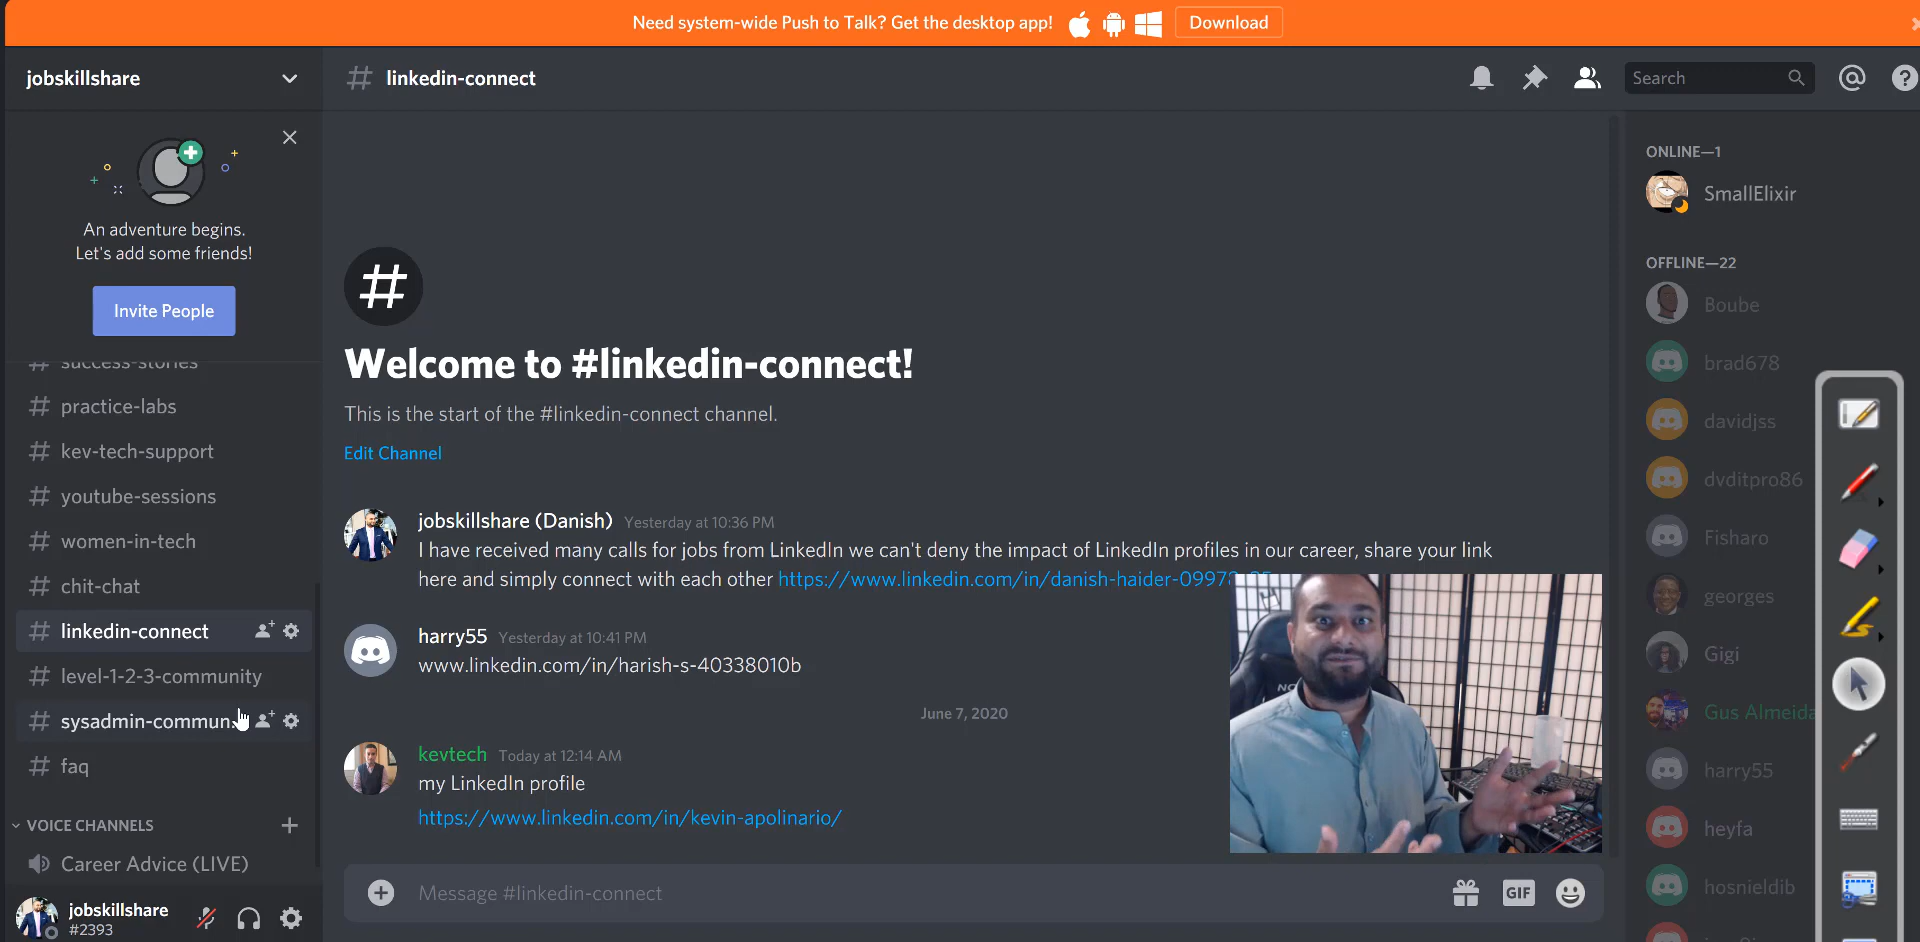 Need system-wide Push to Talk? Get the desktop app!
Download
jobskillshare
An adventure begins.
Let's add some friends!
Invite People
success-stories
practice-labs
kev-tech-support
youtube-sessions
women-in-tech
chit-chat
linkedin-connect
level-1-2-3-community
sysadmin-commun
faq
VOICE CHANNELS
Career Advice (LIVE)
jobskillshare
#2393
# linkedin-connect
Search
Welcome to #linkedin-connect!
This is the start of the #linkedin-connect channel.
Edit Channel
jobskillshare (Danish) Yesterday at 10:36 PM
I have received many calls for jobs from LinkedIn we can't deny the impact of LinkedIn profiles in our career, share your link
here and simply connect with each other https://www.linkedin.com/in/danish-haider-0997
harry55 Yesterday at 10:41 PM
www.linkedin.com/in/harish-s-40338010b
June 7, 2020
kevtech Today at 12:14 AM
my LinkedIn profile
https://www.linkedin.com/in/kevin-apolinario/
Message #linkedin-connect
GIF
ONLINE—1
SmallElixir
OFFLINE—22
Boube
brad678
davidjss
dvditpro86
Fisharo
georges
Gigi
Gus Almeida
harry55
heyfa
hosnieldib